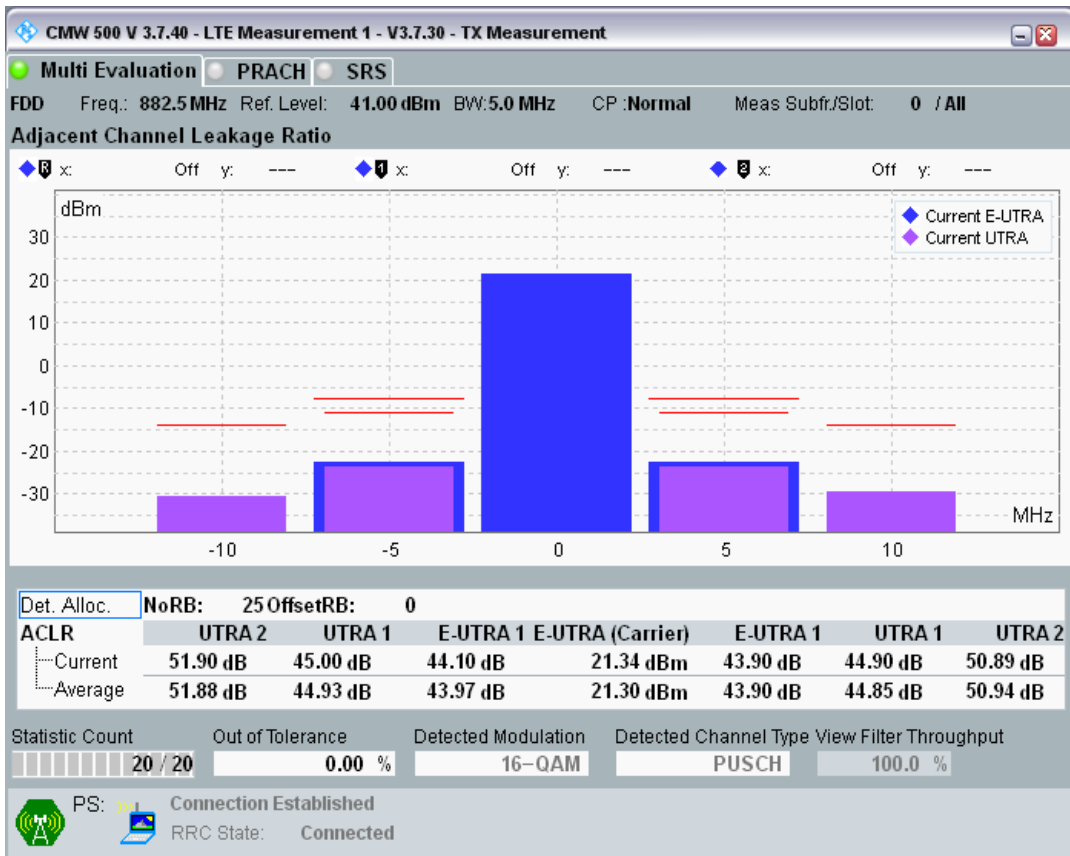 CMW 500 V 3.7.40 - LTE Measurement 1 - V3.7.30 - TX Measurement
Multi Evaluation PRACH SRS
FDD Freq.: 882.5 MHz Ref. Level: 41.00 dBm BW:5.0 MHz CP :Normal Meas Subfr./Slot: 0 / All
Adjacent Channel Leakage Ratio
R x: Off y: --- 1 x: Off y: --- 2 x: Off y: ---
dBm
Current E-UTRA
Current UTRA
30
20
10
0
-10
-20
-30
MHz
-10 -5 0 5 10
Det. Alloc. NoRB: 25 OffsetRB: 0
ACLR UTRA 2 UTRA 1 E-UTRA 1 E-UTRA (Carrier) E-UTRA 1 UTRA 1 UTRA 2
Current 51.90 dB 45.00 dB 44.10 dB 21.34 dBm 43.90 dB 44.90 dB 50.89 dB
Average 51.88 dB 44.93 dB 43.97 dB 21.30 dBm 43.90 dB 44.85 dB 50.94 dB
Statistic Count Out of Tolerance Detected Modulation Detected Channel Type View Filter Throughput
20 / 20 0.00 % 16-QAM PUSCH 100.0 %
PS: Connection Established
RRC State: Connected